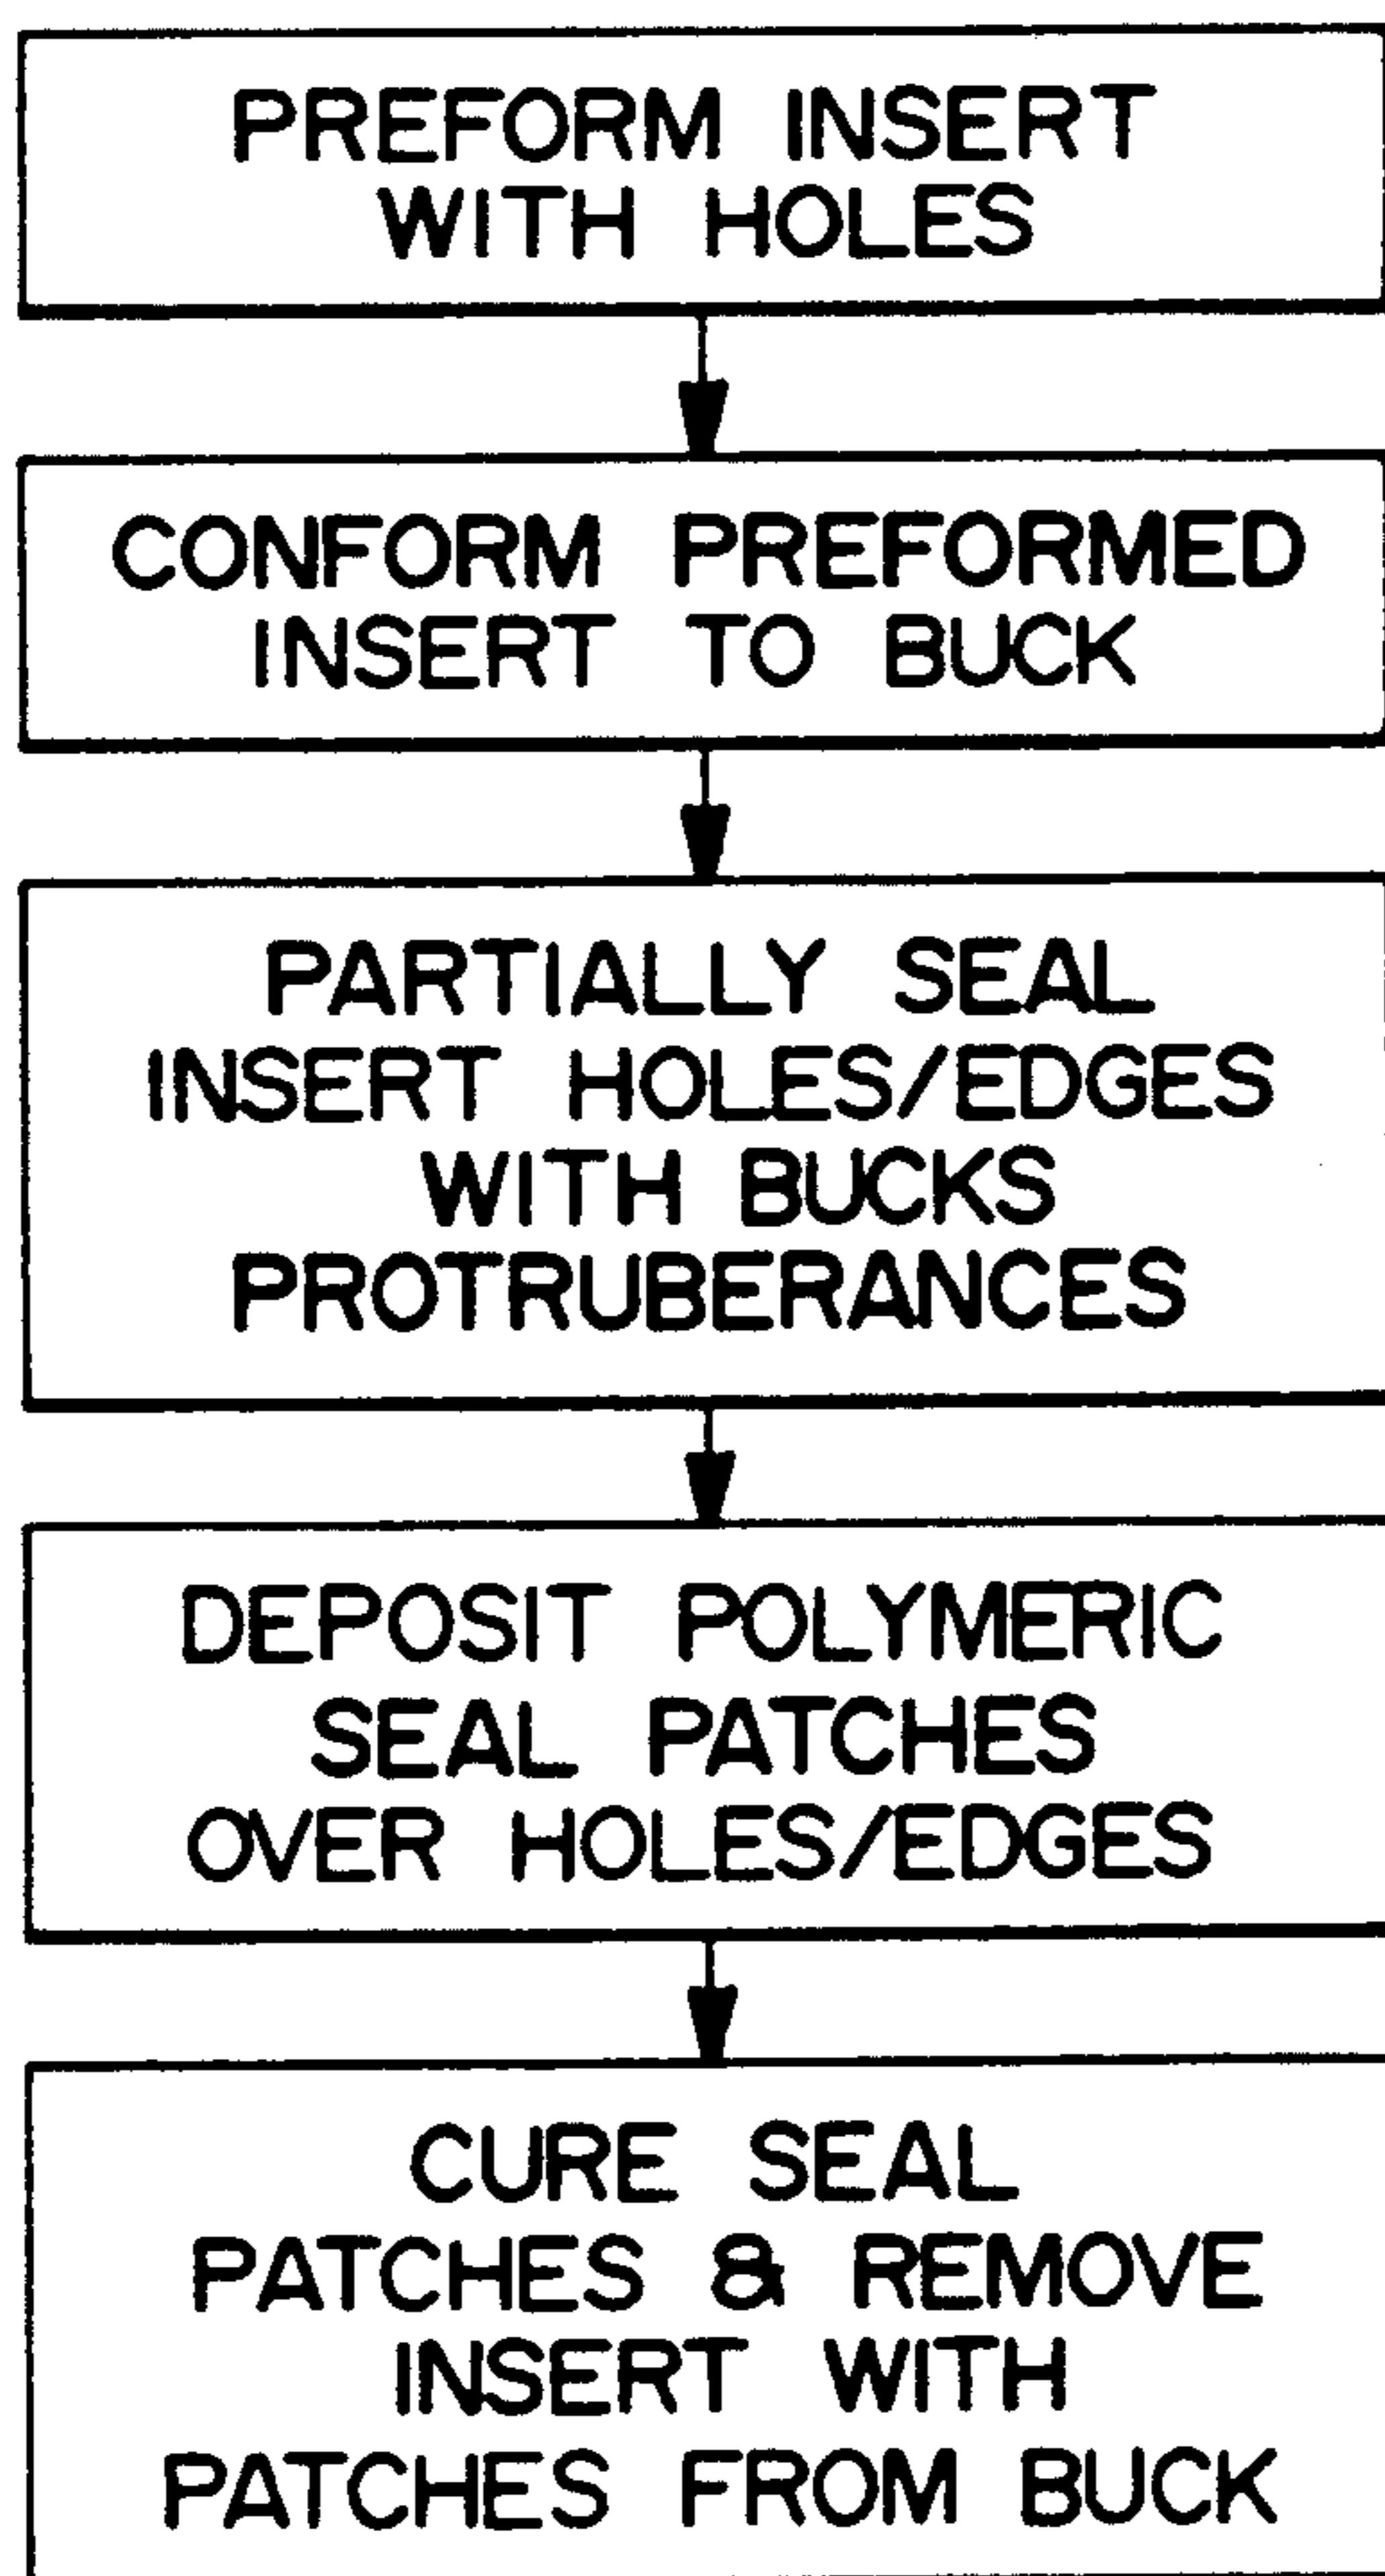 PREFORM INSERT
WITH HOLES
CONFORM PREFORMED
INSERT TO BUCK
PARTIALLY SEAL
INSERT HOLES/EDGES
WITH BUCKS
PROTRUBERANCES
DEPOSIT POLYMERIC
SEAL PATCHES
OVER HOLES/EDGES
CURE SEAL
PATCHES & REMOVE
INSERT WITH
PATCHES FROM BUCK